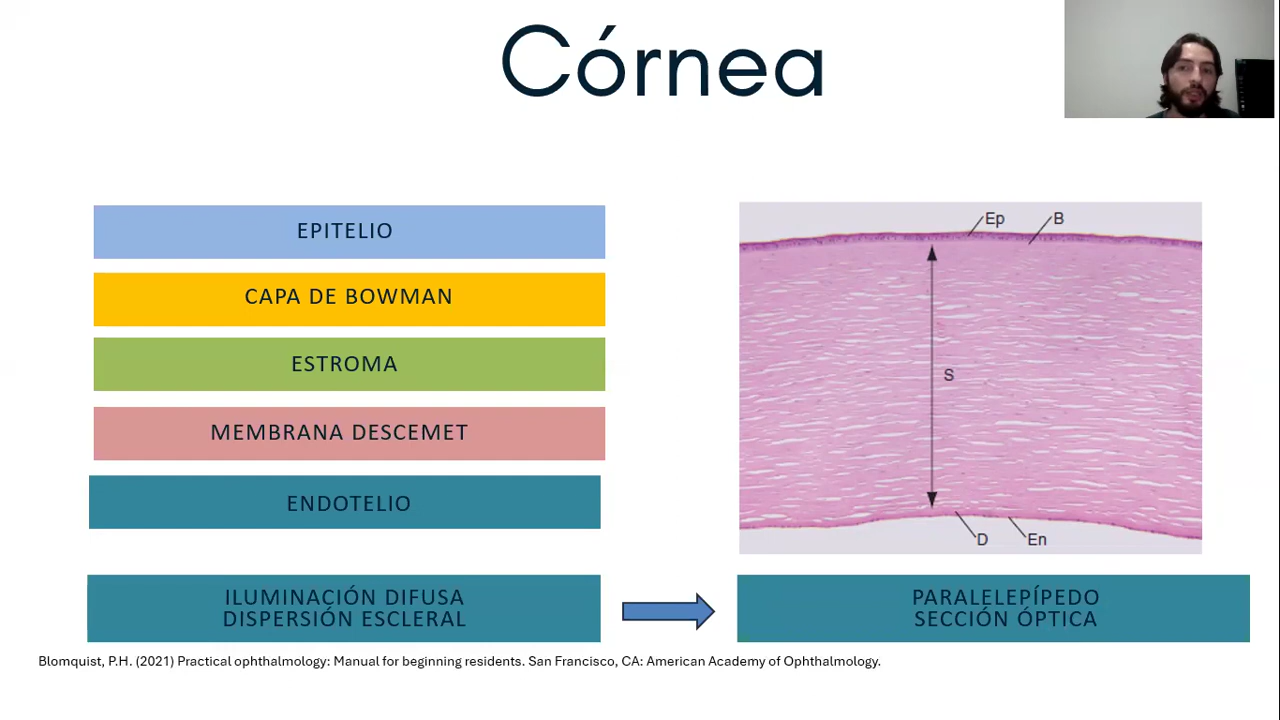 Córnea
EPITELIO
CAPA DE BOWMAN
ESTROMA
MEMBRANA DESCEMET
ENDOTELIO
ILUMINACIÓN DIFUSA
DISPERSIÓN ESCLERAL
Ep
B
S
D
En
PARALELEPÍPEDO
SECCIÓN ÓPTICA
Blomquist, P.H. (2021) Practical ophthalmology: Manual for beginning residents. San Francisco, CA: American Academy of Ophthalmology.